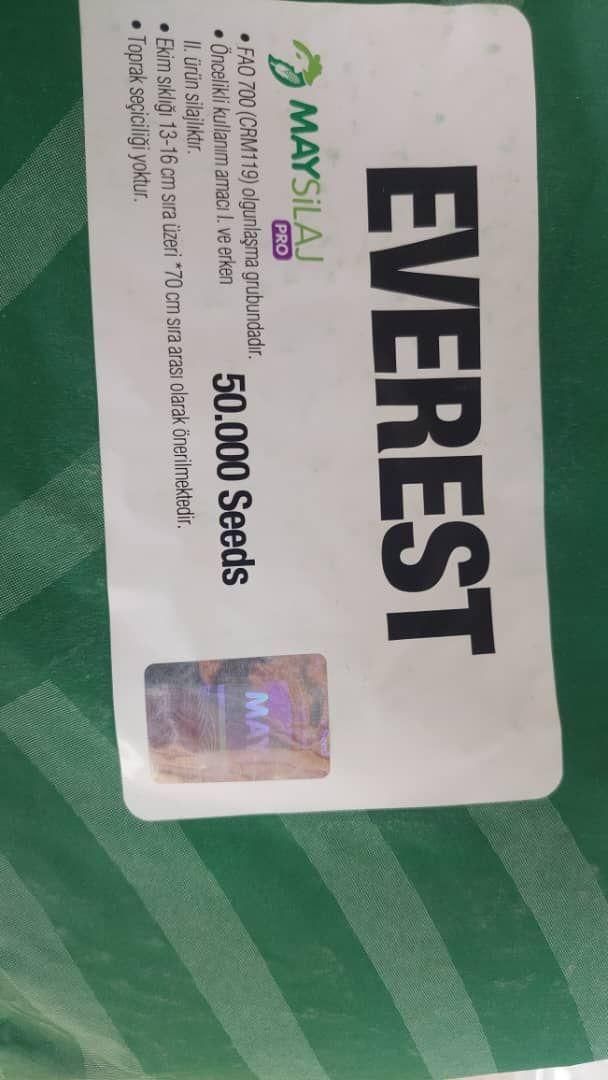 EVEREST
MAYSiLAJ
PRO
• FAO 700 (CRM119) olgunlaşma grubundadır.
• Öncelikli kullanım amacı I. ve erken
II. ürün silajlıktır.
• Ekim sıklığı 13-16 cm sıra üzeri *70 cm sıra arası olarak önerilmektedir.
• Toprak seçiciliği yoktur.
50.000 Seeds
MAY